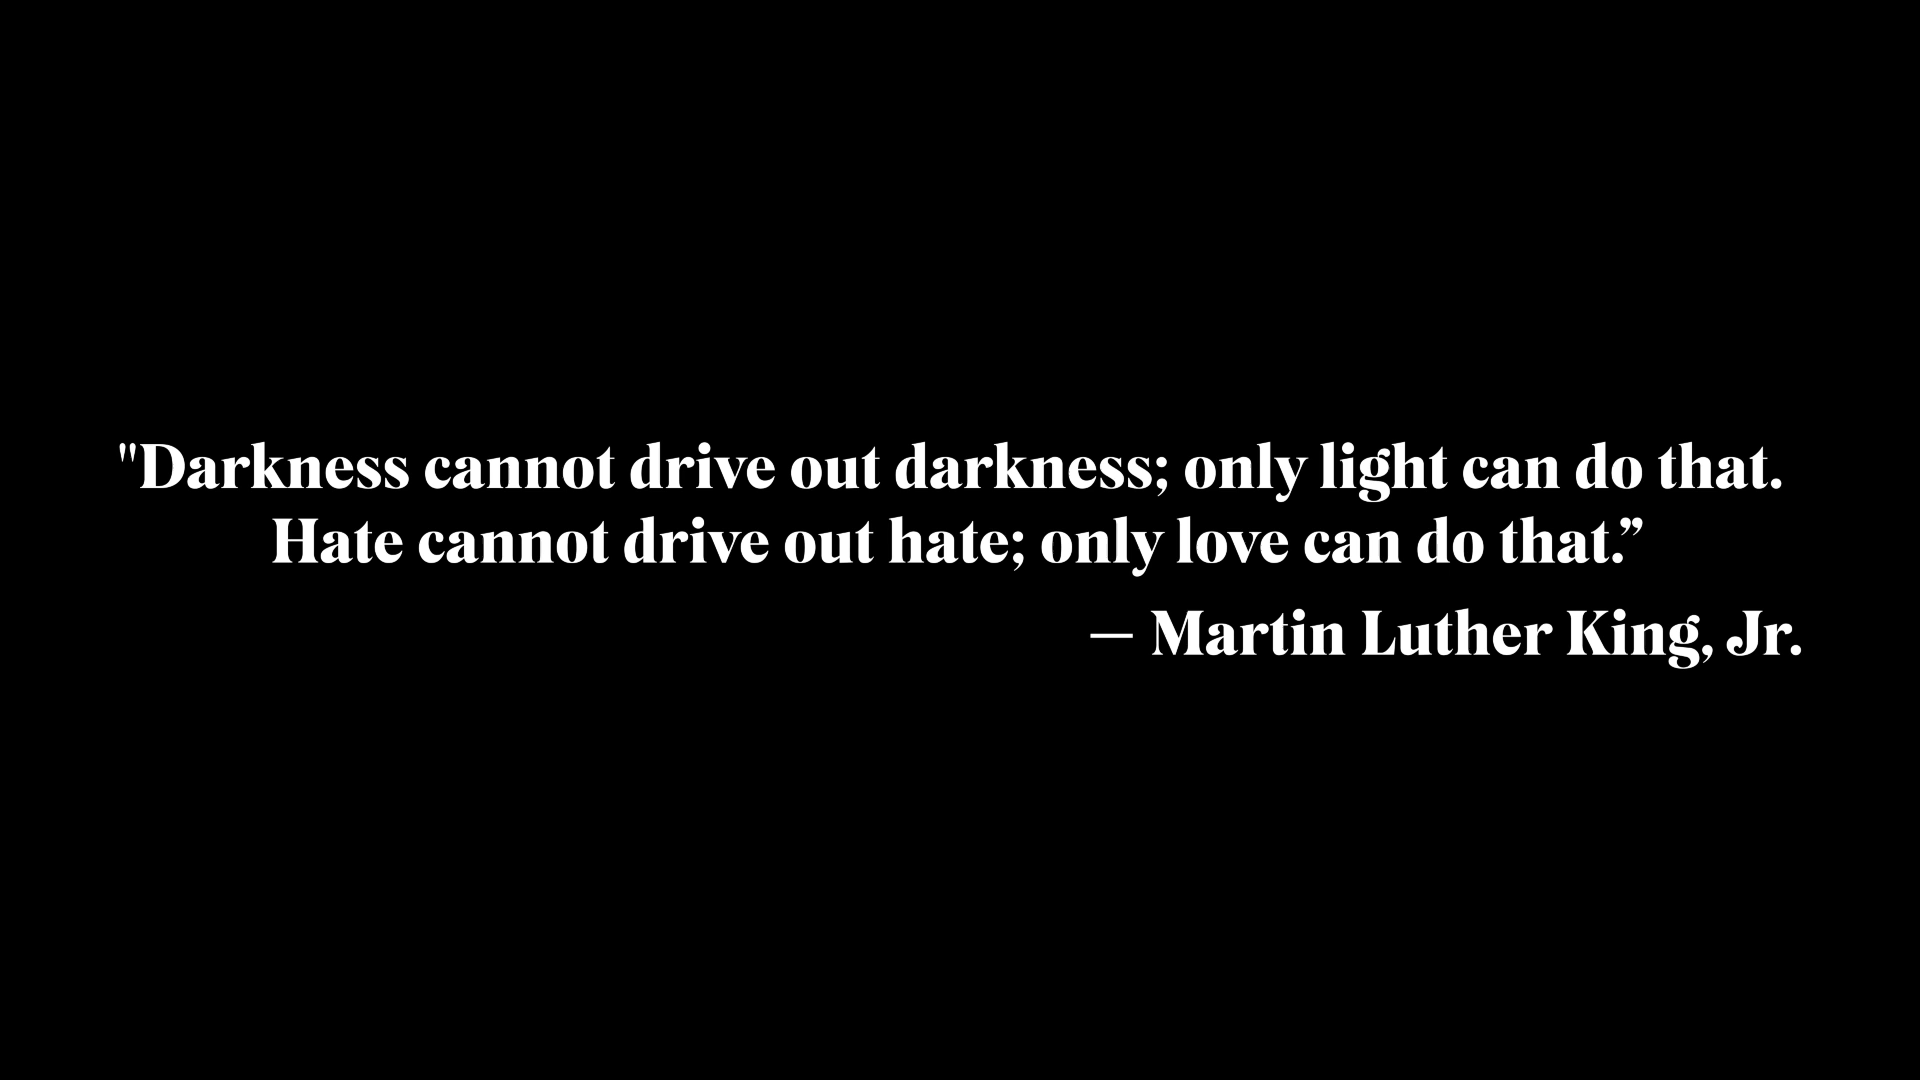 "Darkness cannot drive out darkness; only light can do that.
Hate cannot drive out hate; only love can do that.”
— Martin Luther King, Jr.